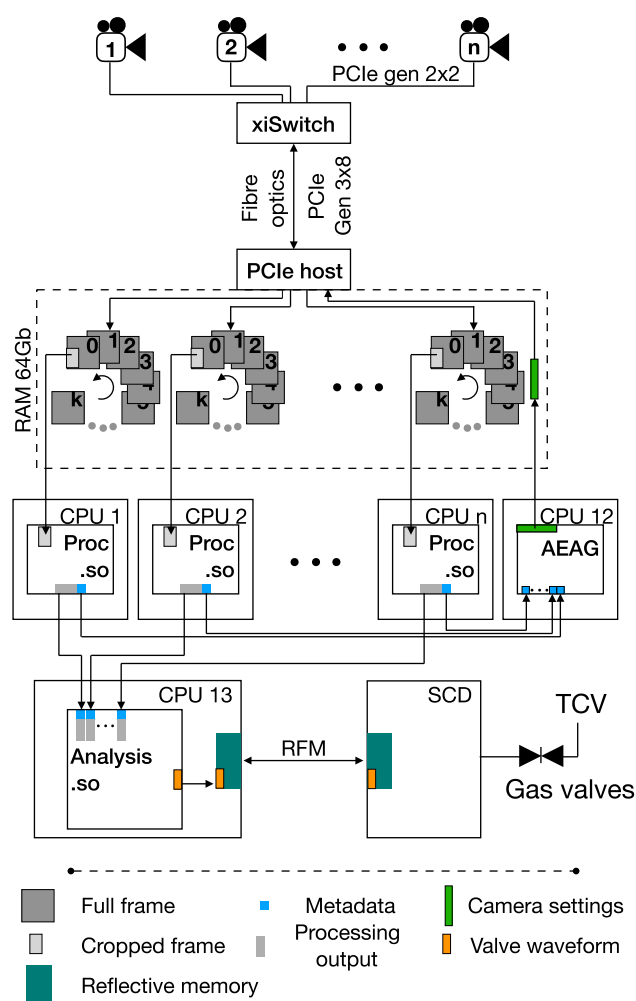 1
2
n
PCIe gen 2x2
xiSwitch
Fibre
optics
PCIe
Gen 3x8
PCIe host
RAM 64Gb
0 1 2 3 k
0 1 2 3 k
0 1 2 3 k
CPU 1
Proc
.so
CPU 2
Proc
.so
CPU n
Proc
.so
CPU 12
AEAG
CPU 13
Analysis
.so
RFM
SCD
TCV
Gas valves
Full frame
Metadata
Camera settings
Cropped frame
Processing
output
Valve waveform
Reflective memory